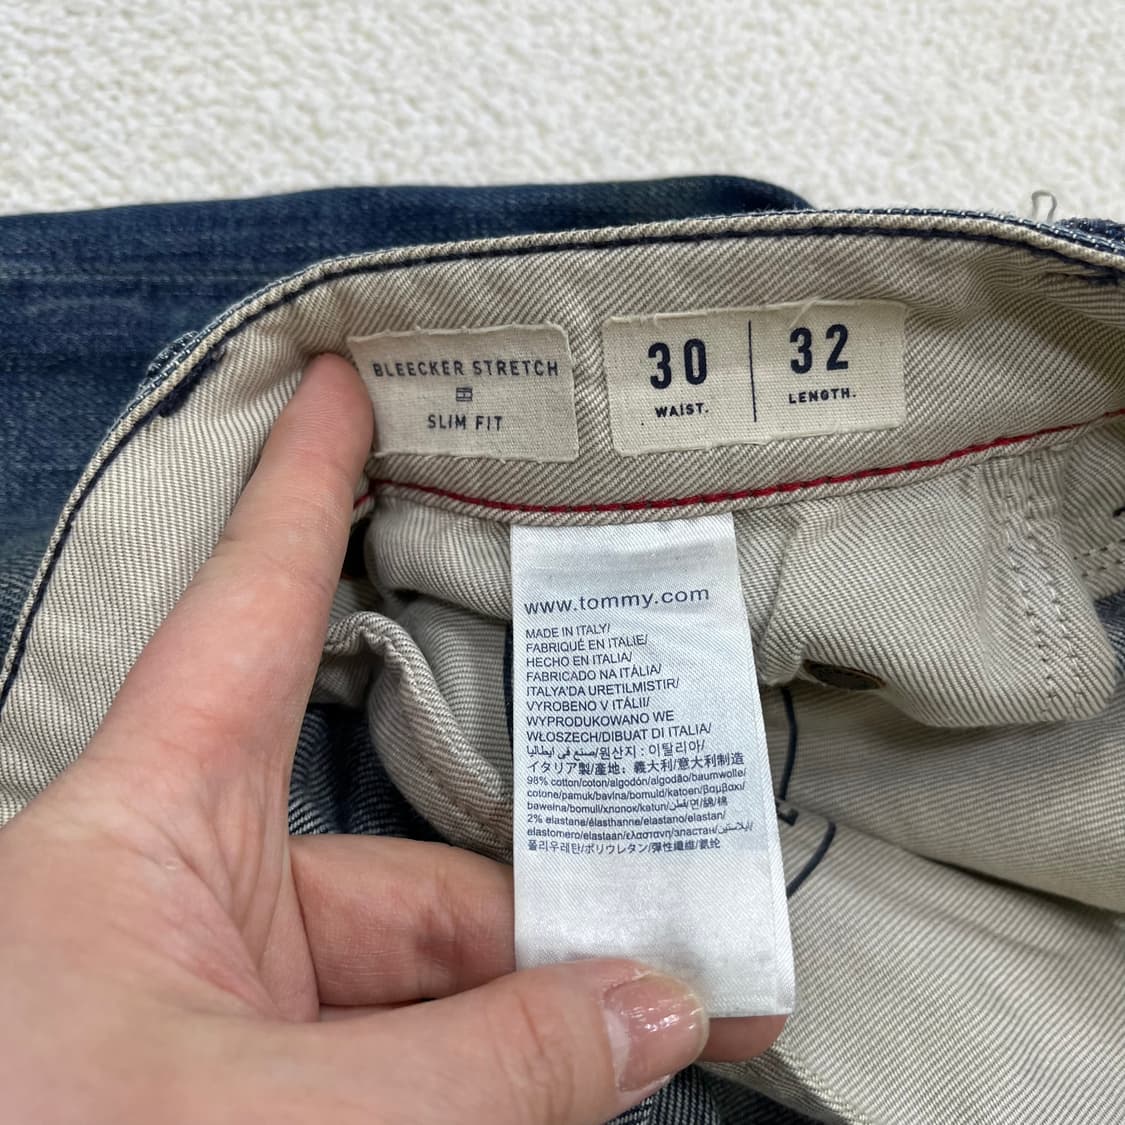 BLEECKER STRETCH
SLIM FIT
30 32
WAIST. LENGTH.
www.tommy.com
MADE IN ITALY/
FABRIQUÉ EN ITALIE/
HECHO EN ITALIA/
FABRICADO NA ITÁLIA/
ITALYA'DA URETILMISTIR/
VYROBENO V ITÁLII/
WYPRODUKOWANO WE
WŁOSZECH/DIBUAT DI ITALIA/
صنع في ايطاليا/원산지 : 이탈리아/
イタリア製/產地：義大利/意大利制造
98% cotton/coton/algodón/algodão/baumwolle/
cotone/pamuk/bavlna/bomuld/katoen/βαμβακι/
bawełna/bomull/хлопок/katun/قطن/면/綿/棉
2% elastane/élasthanne/elastano/elastan/
elastomero/elastaan/ελαστανη/эластан/ايلاستين/
폴리우레탄/ポリウレタン/彈性纖維/氨纶